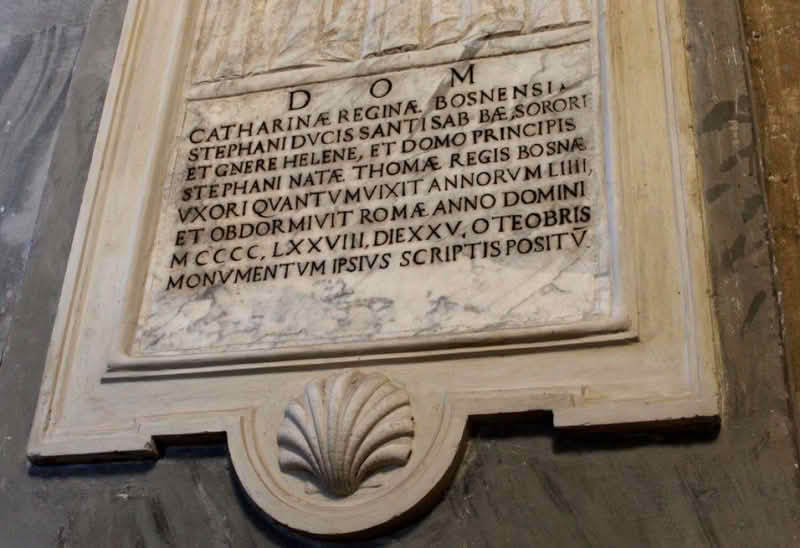 D O M
CATHARINÆ REGINÆ BOSNENSI
STEPHANI DVCIS SANTI SAB BÆ, SORORI
ET GNERE HELENE, ET DOMO PRINCIPIS
STEPHANI NATÆ THOMÆ REGIS BOSNÆ
VXORI QVANTVM VIXIT ANNORVM LIIII,
ET OBDORMIVIT ROMÆ ANNO DOMINI
M CCCC, LXXVIII, DIE XXV, OTEOBRIS
MONVMENTVM IPSIVS SCRIPTIS POSITV̄